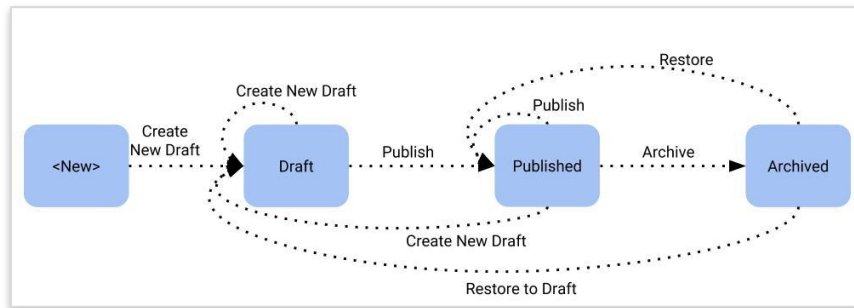 Restore
Create New Draft
Publish
Create
New Draft
Publish
Archive
<New>
Draft
Published
Archived
Create New Draft
Restore to Draft